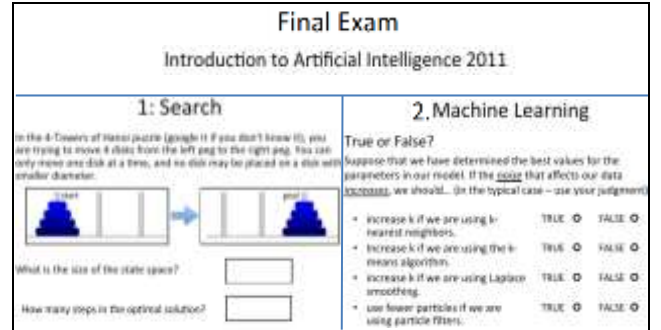 Final Exam
Introduction to Artificial Intelligence 2011
1: Search
In the 4-Towers of Hanoi puzzle (google it if you don't know it), you
are trying to move 4 disks from the left peg to the right peg. You can
only move one disk at a time, and no disk may be placed on a disk with
smaller diameter.
start
goal
What is the size of the state space?
How many steps in the optimal solution?
2. Machine Learning
True or False?
Suppose that we have determined the best values for the
parameters in our model. If the noise that affects our data
increases, we should... (in the typical case – use your judgment)
• increase k if we are using k-
nearest neighbors. TRUE O FALSE O
• Increase k if we are using the k-
means algorithm. TRUE O FALSE O
• increase k if we are using Laplace
smoothing. TRUE O FALSE O
• use fewer particles if we are
using particle filters. TRUE O FALSE O